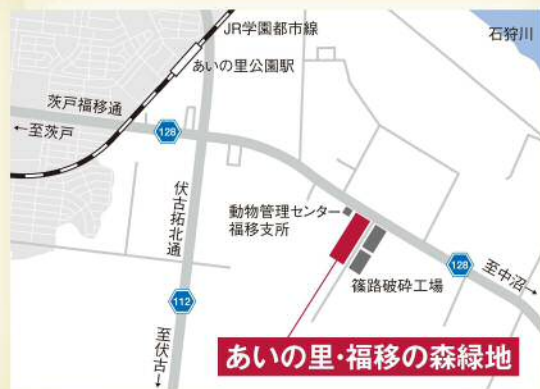 JR学園都市線
石狩川
あいの里公園駅
茨戸福移通
←至茨戸
128
伏古拓北通
動物管理センター
福移支所
128
至中沼→
篠路破砕工場
112
至伏古→
あいの里・福移の森緑地